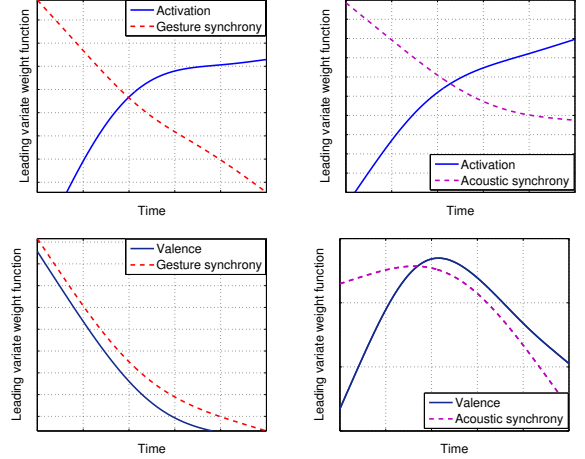 Leading variate weight function
Activation
Gesture synchrony
Time
Leading variate weight function
Activation
Acoustic synchrony
Time
Leading variate weight function
Valence
Gesture synchrony
Time
Leading variate weight function
Valence
Acoustic synchrony
Time